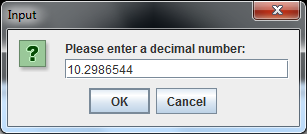 Input
Please enter a decimal number:
10.2986544
OK Cancel